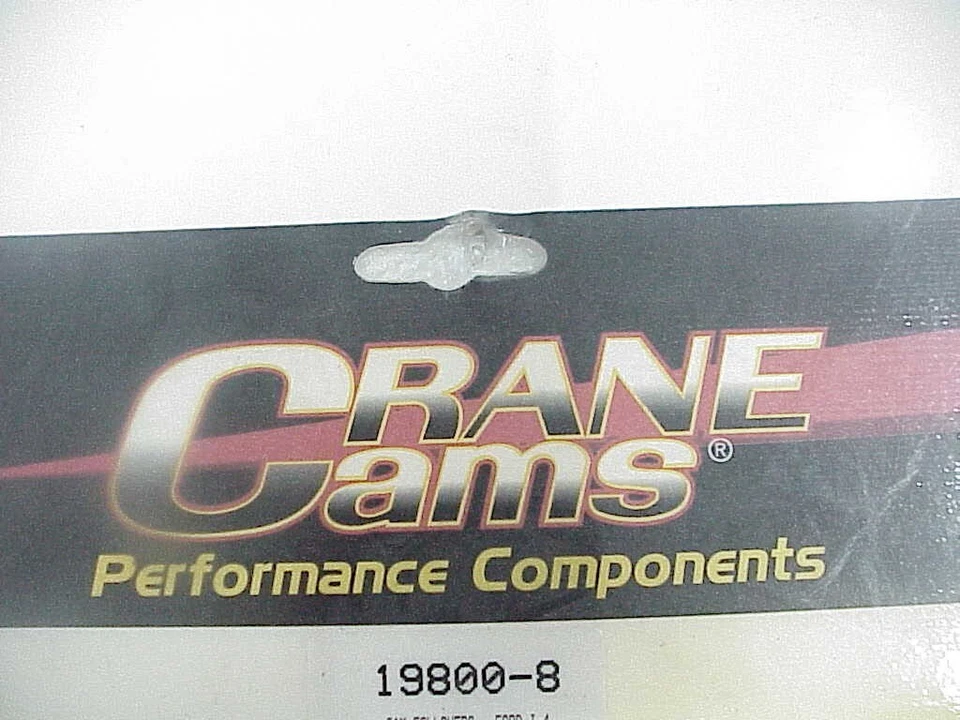 CRANE
Cams®
Performance Components
19800-8